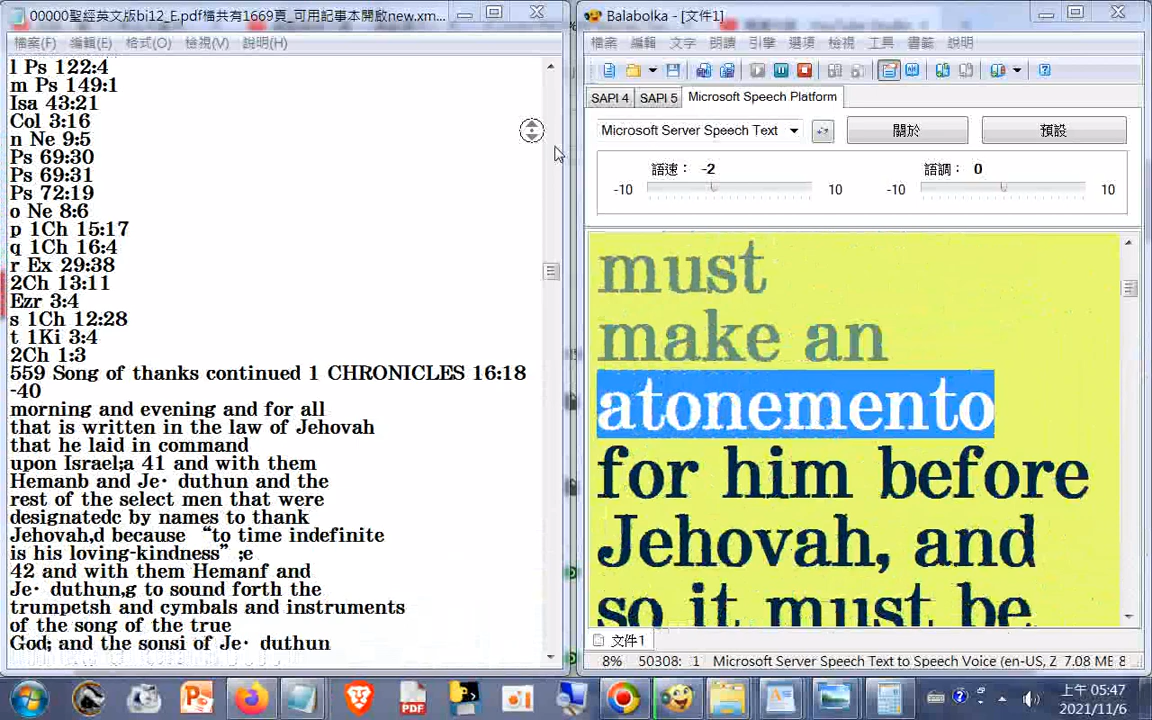 00000聖經英文版bi12_E.pdf檔共有1669頁_可用記事本開啟new.xm...
檔案(F) 編輯(E) 格式(O) 檢視(V) 說明(H)
l Ps 122:4
m Ps 149:1
Isa 43:21
Col 3:16
n Ne 9:5
Ps 69:30
Ps 69:31
Ps 72:19
o Ne 8:6
p 1Ch 15:17
q 1Ch 16:4
r Ex 29:38
2Ch 13:11
Ezr 3:4
s 1Ch 12:28
t 1Ki 3:4
2Ch 1:3
559 Song of thanks continued 1 CHRONICLES 16:18
-40
morning and evening and for all
that is written in the law of Jehovah
that he laid in command
upon Israel;a 41 and with them
Hemanb and Je· duthun and the
rest of the select men that were
designatedc by names to thank
Jehovah,d because “to time indefinite
is his loving-kindness” ;e
42 and with them Hemanf and
Je· duthun,g to sound forth the
trumpetsh and cymbals and instruments
of the song of the true
God; and the sonsi of Je· duthun
Balabolka - [文件1]
檔案 編輯 文字 朗讀 引擎 選項 檢視 工具 書籤 說明
SAPI 4 SAPI 5 Microsoft Speech Platform
Microsoft Server Speech Text 關於 預設
語速： -2 語調： 0
-10 10 -10 10
must
make an
atonemento
for him before
Jehovah, and
so it must be
文件1
8% 50308: 1 Microsoft Server Speech Text to Speech Voice (en-US, Z 7.08 MB 8
上午 05:47
2021/11/6